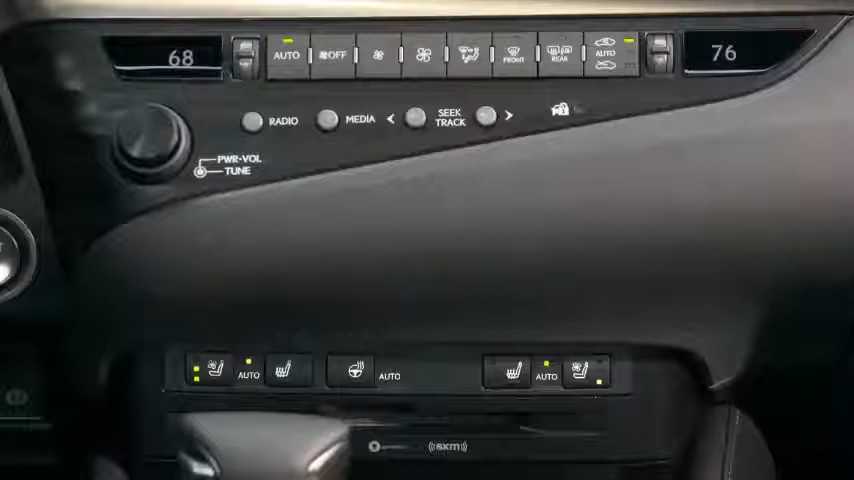 68
AUTO
OFF
FRONT
REAR
AUTO
76
RADIO
MEDIA
SEEK
TRACK
PWR-VOL
TUNE
AUTO
AUTO
AUTO
sxm